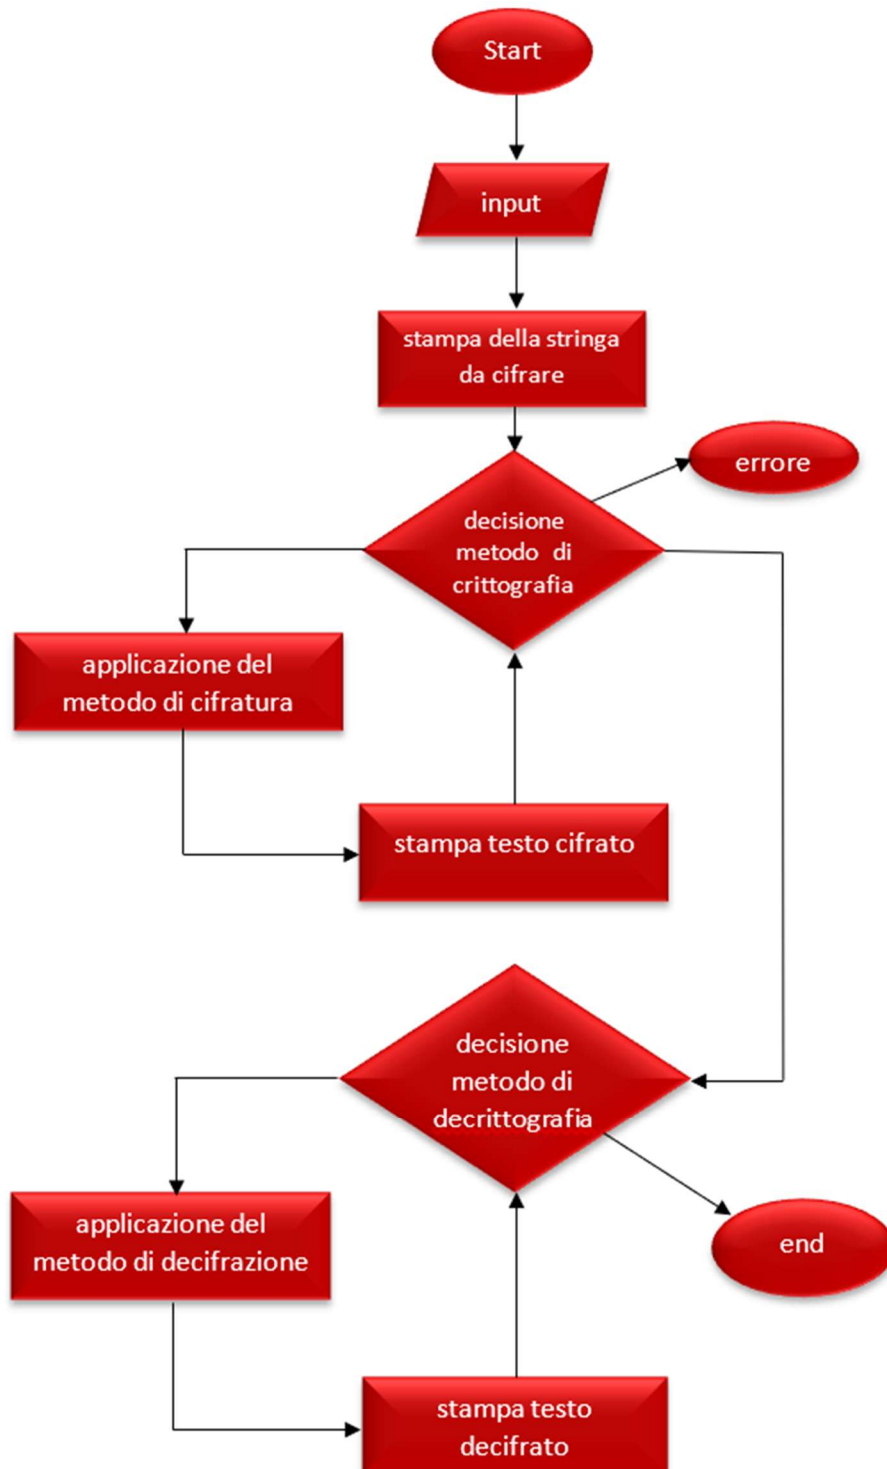 Start
input
stampa della stringa
da cifrare
errore
decisione
metodo di
crittografia
applicazione del
metodo di cifratura
stampa testo cifrato
decisione
metodo di
decrittografia
applicazione del
metodo di decifrazione
end
stampa testo
decifrato